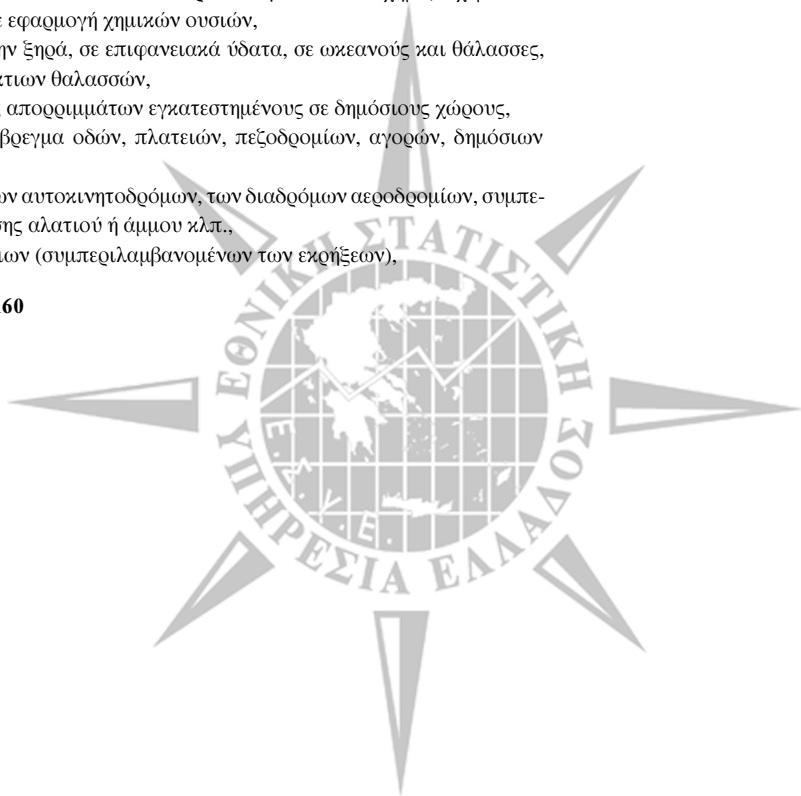 ε εφαρμογή χημικών ουσιών,
ην ξηρά, σε επιφανειακά ύδατα, σε ωκεανούς και θάλασσες,
κτιων θαλασσών,
απορριμμάτων εγκατεστημένους σε δημόσιους χώρους,
βρεγμα οδών, πλατειών, πεζοδρομίων, αγορών, δημόσιων
ων αυτοκινητοδρόμων, των διαδρόμων αεροδρομίων, συμπε-
σης αλατιού ή άμμου κλπ.,
ιων (συμπεριλαμβανομένων των εκρήξεων),
60
ΕΘΝΙΚΗ ΣΤΑΤΙΣΤΙΚΗ
ΥΠΗΡΕΣΙΑ ΕΛΛΑΔΟΣ
Ε.Σ.Υ.Ε.